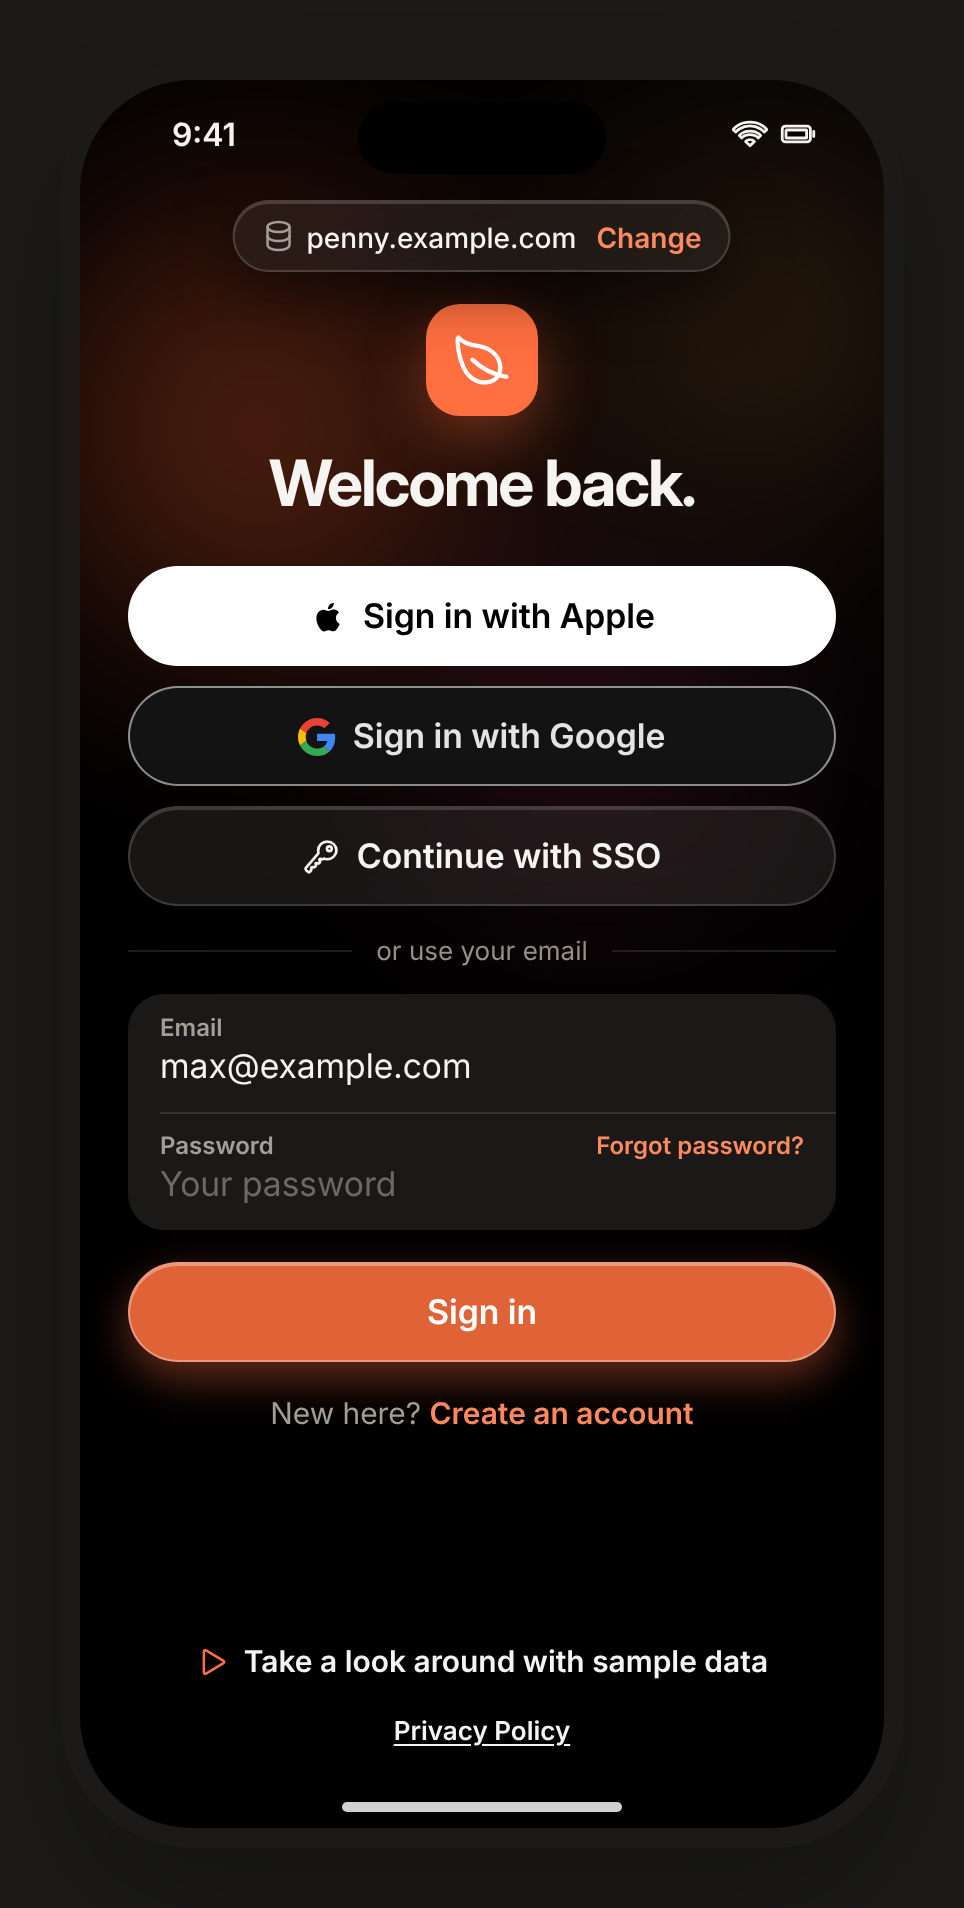 9:41
penny.example.com Change
Welcome back.
Sign in with Apple
Sign in with Google
Continue with SSO
or use your email
Email
max@example.com
Password Forgot password?
Your password
Sign in
New here? Create an account
Take a look around with sample data
Privacy Policy